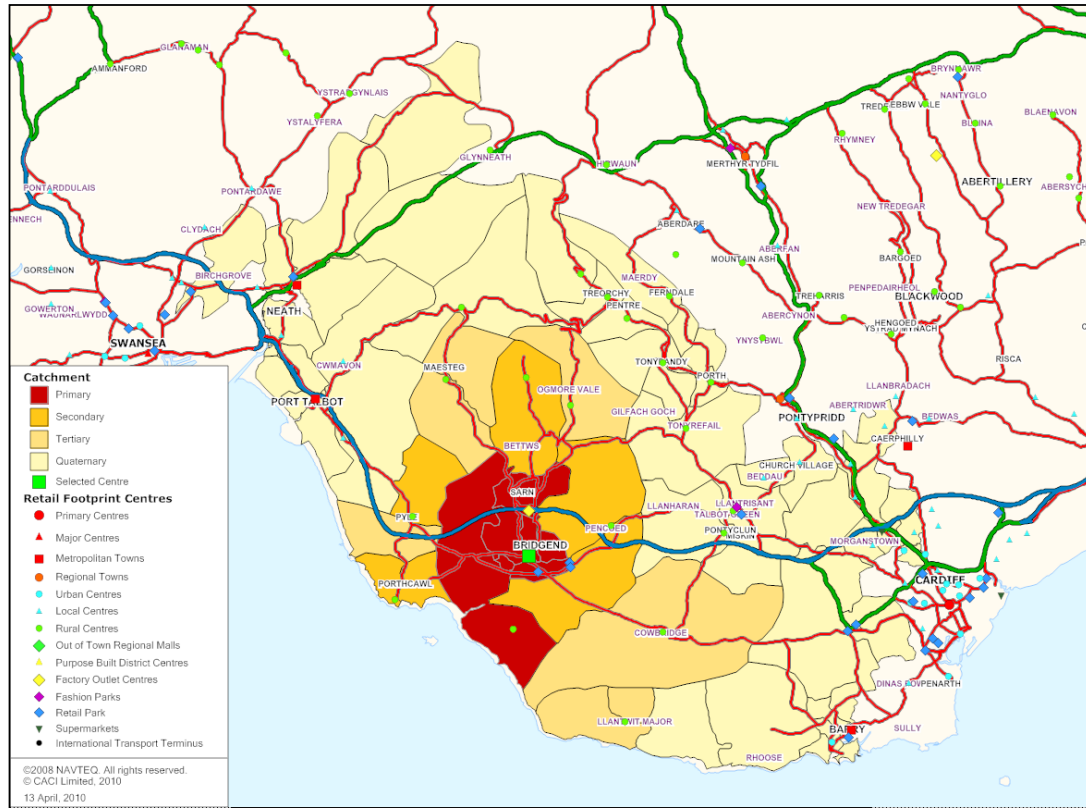 GLANAMAN
AMMANFORD
YSTRADGYNLAIS
YSTALYFERA
BRYNMAWR
EBBW VALE
NANTYGLO
BLAINA
BLAENAVON
RHYMNEY
GLYNNEATH
HIRWAUN
MERTHYR TYDFIL
ABERTILLERY
PONTARDDULAIS
PONTARDAWE
NEW TREDEGAR
CLYDACH
ABERDARE
ABERFAN
MOUNTAIN ASH
BARGOED
GORSEINON
BIRCHGROVE
MAERDY
FERNDALE
TREORCHY
PENTRE
TREHARRIS
PENPEDAIRHEOL
BLACKWOOD
ABERCYNON
GOWERTON
WAUNARLWYDD
NEATH
HENGOED
YSTRAD MYNACH
YNYSYBWL
SWANSEA
RISCA
CWMAVON
MAESTEG
TONYPANDY
PORTH
OGMORE VALE
LLANBRADACH
PORT TALBOT
GILFACH GOCH
PONTYPRIDD
ABERTRIDWR
BEDWAS
TONYREFAIL
CAERPHILLY
BETTWS
CHURCH VILLAGE
BEDDAU
SARN
LLANHARAN
LLANTRISANT
TALBOT GREEN
PYLE
PENCOED
PONTYCLUN
MISKIN
BRIDGEND
MORGANSTOWN
CARDIFF
PORTHCAWL
COWBRIDGE
PENARTH
LLANTWIT MAJOR
BARRY
SULLY
RHOOSE
Catchment
Primary
Secondary
Tertiary
Quaternary
Selected Centre
Retail Footprint Centres
Primary Centres
Major Centres
Metropolitan Towns
Regional Towns
Urban Centres
Local Centres
Rural Centres
Out of Town Regional Malls
Purpose Built District Centres
Factory Outlet Centres
Fashion Parks
Retail Park
Supermarkets
International Transport Terminus
©2008 NAVTEQ. All rights reserved.
© CACI Limited, 2010
13 April, 2010